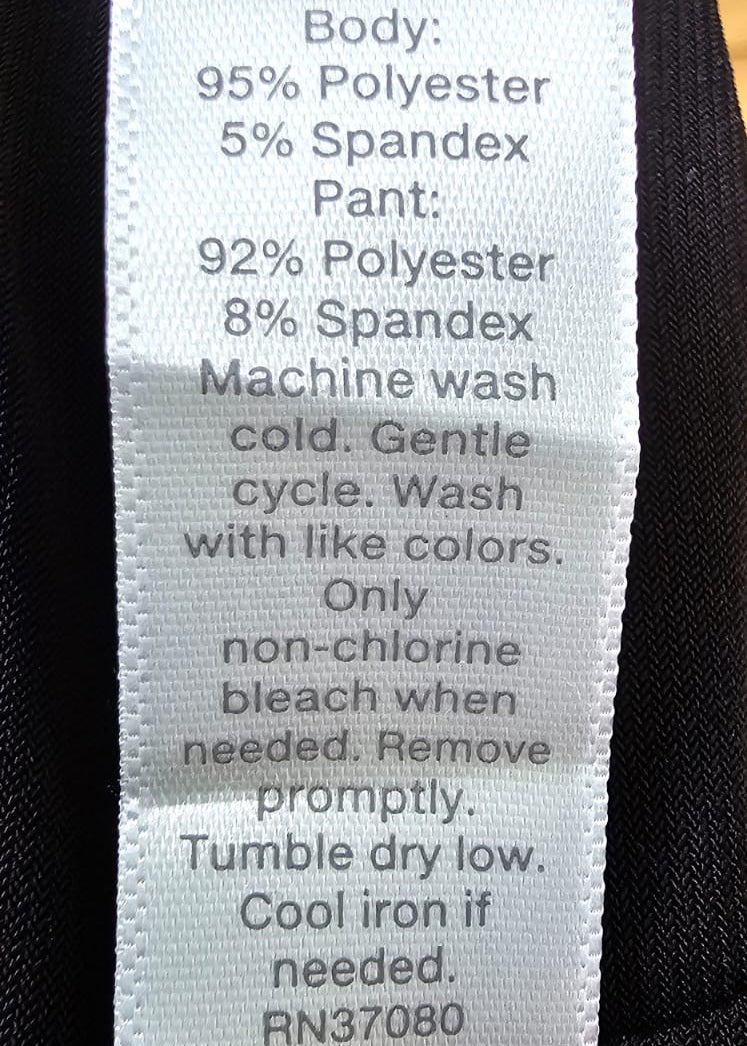 Body:
95% Polyester
5% Spandex
Pant:
92% Polyester
8% Spandex
Machine wash
cold. Gentle
cycle. Wash
with like colors.
Only
non-chlorine
bleach when
needed. Remove
promptly.
Tumble dry low.
Cool iron if
needed.
RN37080